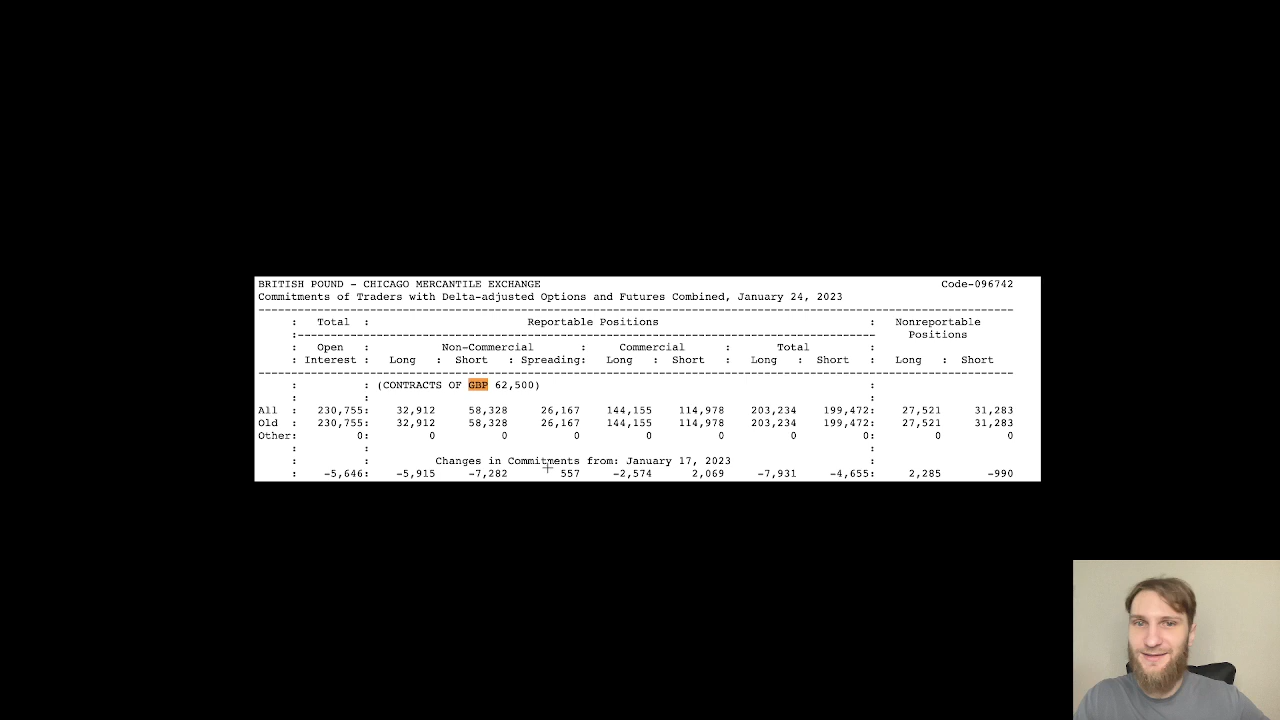 BRITISH POUND - CHICAGO MERCANTILE EXCHANGE Code-096742
Commitments of Traders with Delta-adjusted Options and Futures Combined, January 24, 2023
-----------------------------------------------------------------------------------------
: Total : Reportable Positions : Nonreportable
:-------------------------------------------------------------------------- Positions
: Open : Non-Commercial : Commercial : Total :
: Interest : Long : Short : Spreading: Long : Short : Long : Short : Long : Short
-----------------------------------------------------------------------------------------
: : (CONTRACTS OF GBP 62,500) :
: : :
All : 230,755: 32,912 58,328 26,167 144,155 114,978 203,234 199,472: 27,521 31,283
Old : 230,755: 32,912 58,328 26,167 144,155 114,978 203,234 199,472: 27,521 31,283
Other: 0: 0 0 0 0 0 0 0: 0 0
: : :
: : Changes in Commitments from: January 17, 2023 :
: -5,646: -5,915 -7,282 557 -2,574 2,069 -7,931 -4,655: 2,285 -990